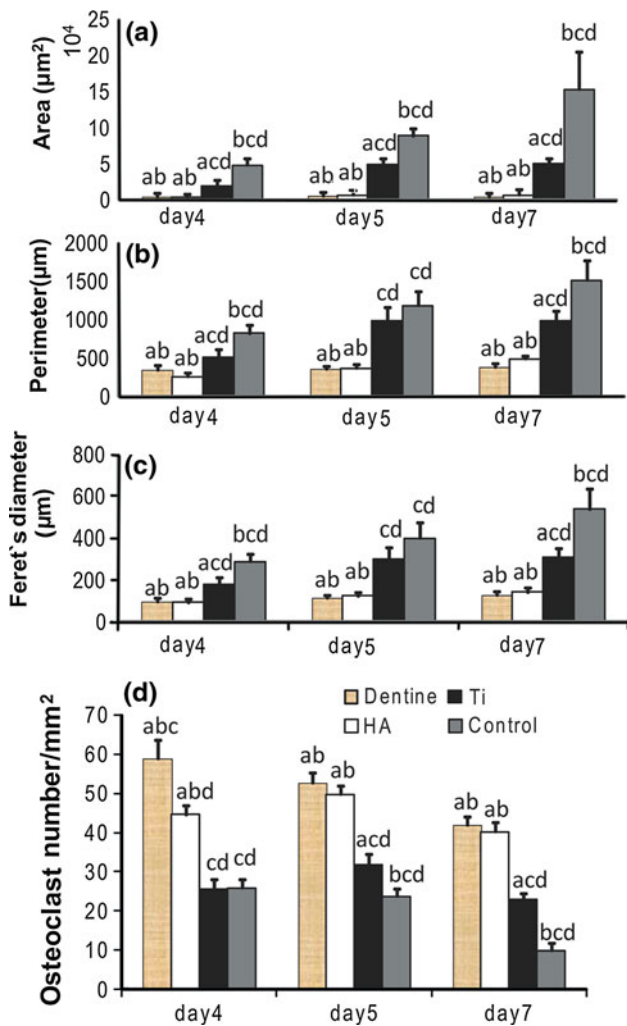 (a)
Area (µm²)
10⁴
25
20
15
10
5
0
ab ab acd bcd
ab ab acd bcd
ab ab acd bcd
day4 day5 day7
(b)
Perimeter(µm)
2000
1500
1000
500
0
ab ab acd bcd
ab ab cd cd
ab ab acd bcd
day4 day5 day7
(c)
Feret`s diameter
(µm)
800
600
400
200
0
ab ab acd bcd
ab ab cd cd
ab ab acd bcd
day4 day5 day7
(d)
Dentine Ti
HA Control
Osteoclast number/mm²
70
60
50
40
30
20
10
0
abc abd cd cd
ab ab acd bcd
ab ab acd bcd
day4 day5 day7